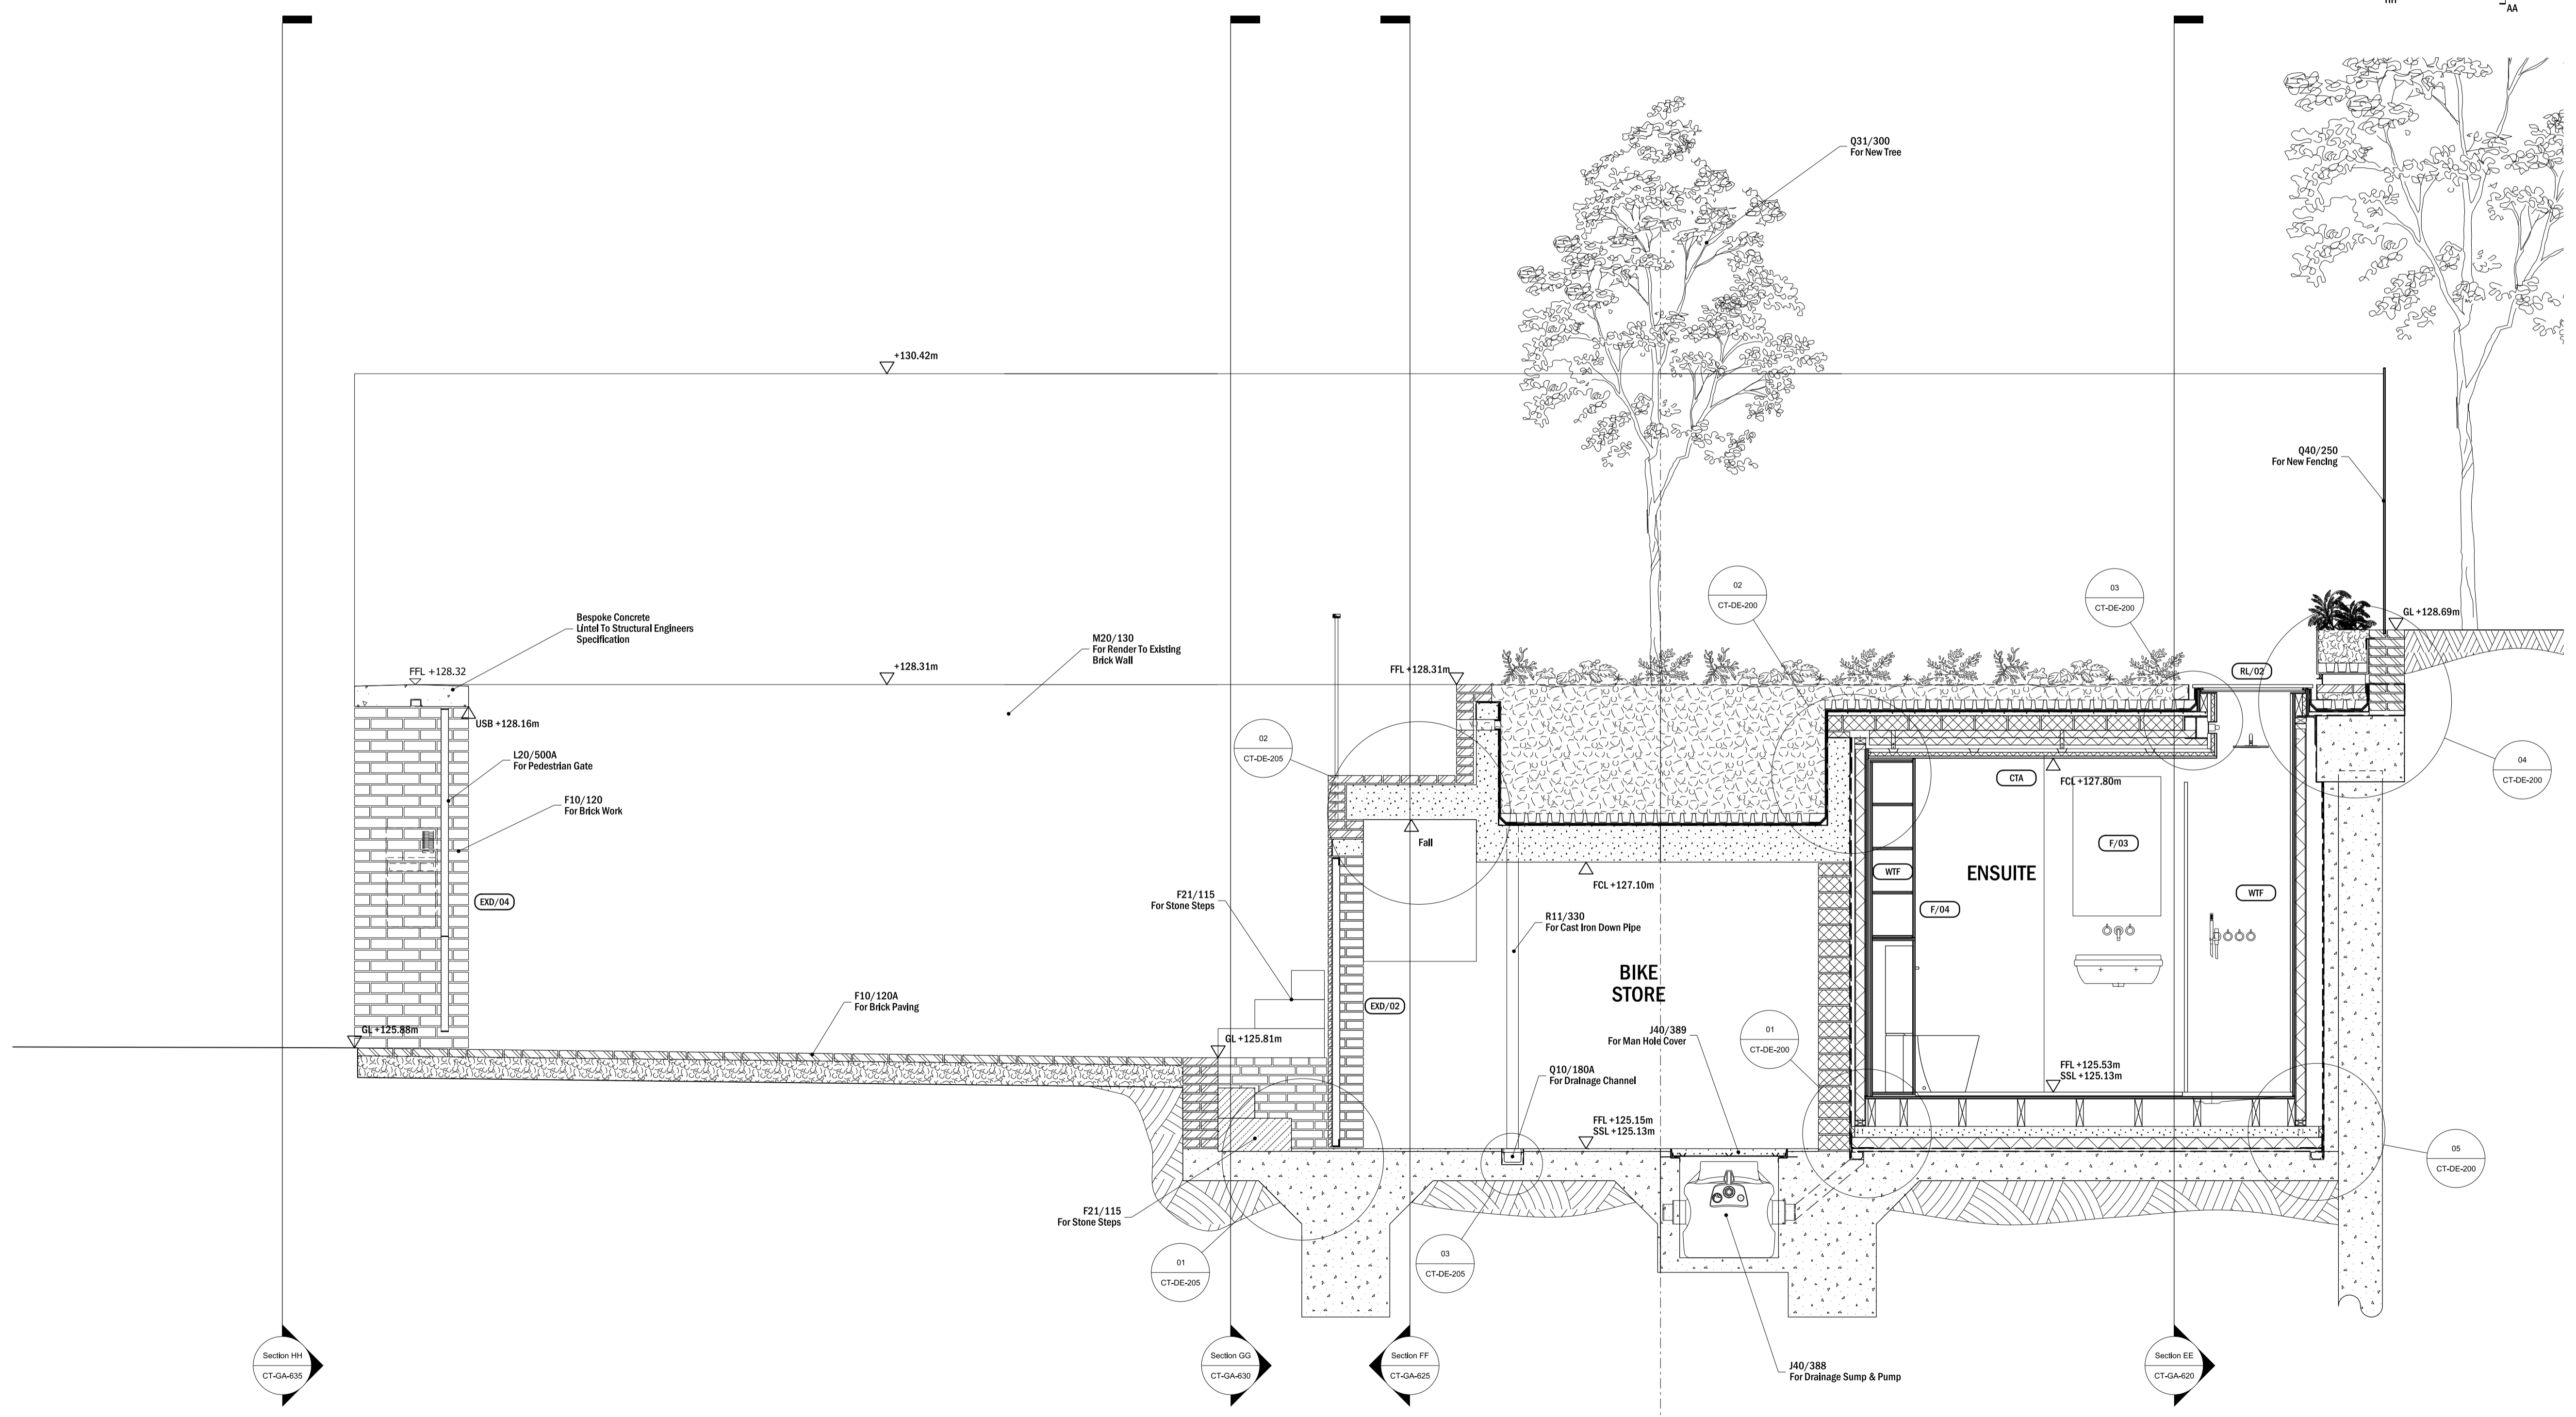 HH
AA
Q31/300
For New Tree
+130.42m
Q40/250
For New Fencing
02
CT-DE-200
03
CT-DE-200
GL +128.69m
Bespoke Concrete
Lintel To Structural Engineers
Specification
M20/130
For Render To Existing
Brick Wall
FFL +128.32
+128.31m
FFL +128.31m
RL/02
USB +128.16m
02
CT-DE-205
L20/500A
For Pedestrian Gate
04
CT-DE-200
CTA
FCL +127.80m
F10/120
For Brick Work
Fall
F/03
ENSUITE
WTF
WTF
FCL +127.10m
EXD/04
F21/115
For Stone Steps
F/04
R11/330
For Cast Iron Down Pipe
BIKE
STORE
F10/120A
For Brick Paving
EXD/02
GL +125.88m
GL +125.81m
J40/389
For Man Hole Cover
01
CT-DE-200
Q10/180A
For Drainage Channel
FFL +125.53m
SSL +125.13m
FFL +125.15m
SSL +125.13m
05
CT-DE-200
F21/115
For Stone Steps
01
CT-DE-205
03
CT-DE-205
J40/388
For Drainage Sump & Pump
Section HH
CT-GA-635
Section GG
CT-GA-630
Section FF
CT-GA-625
Section EE
CT-GA-620